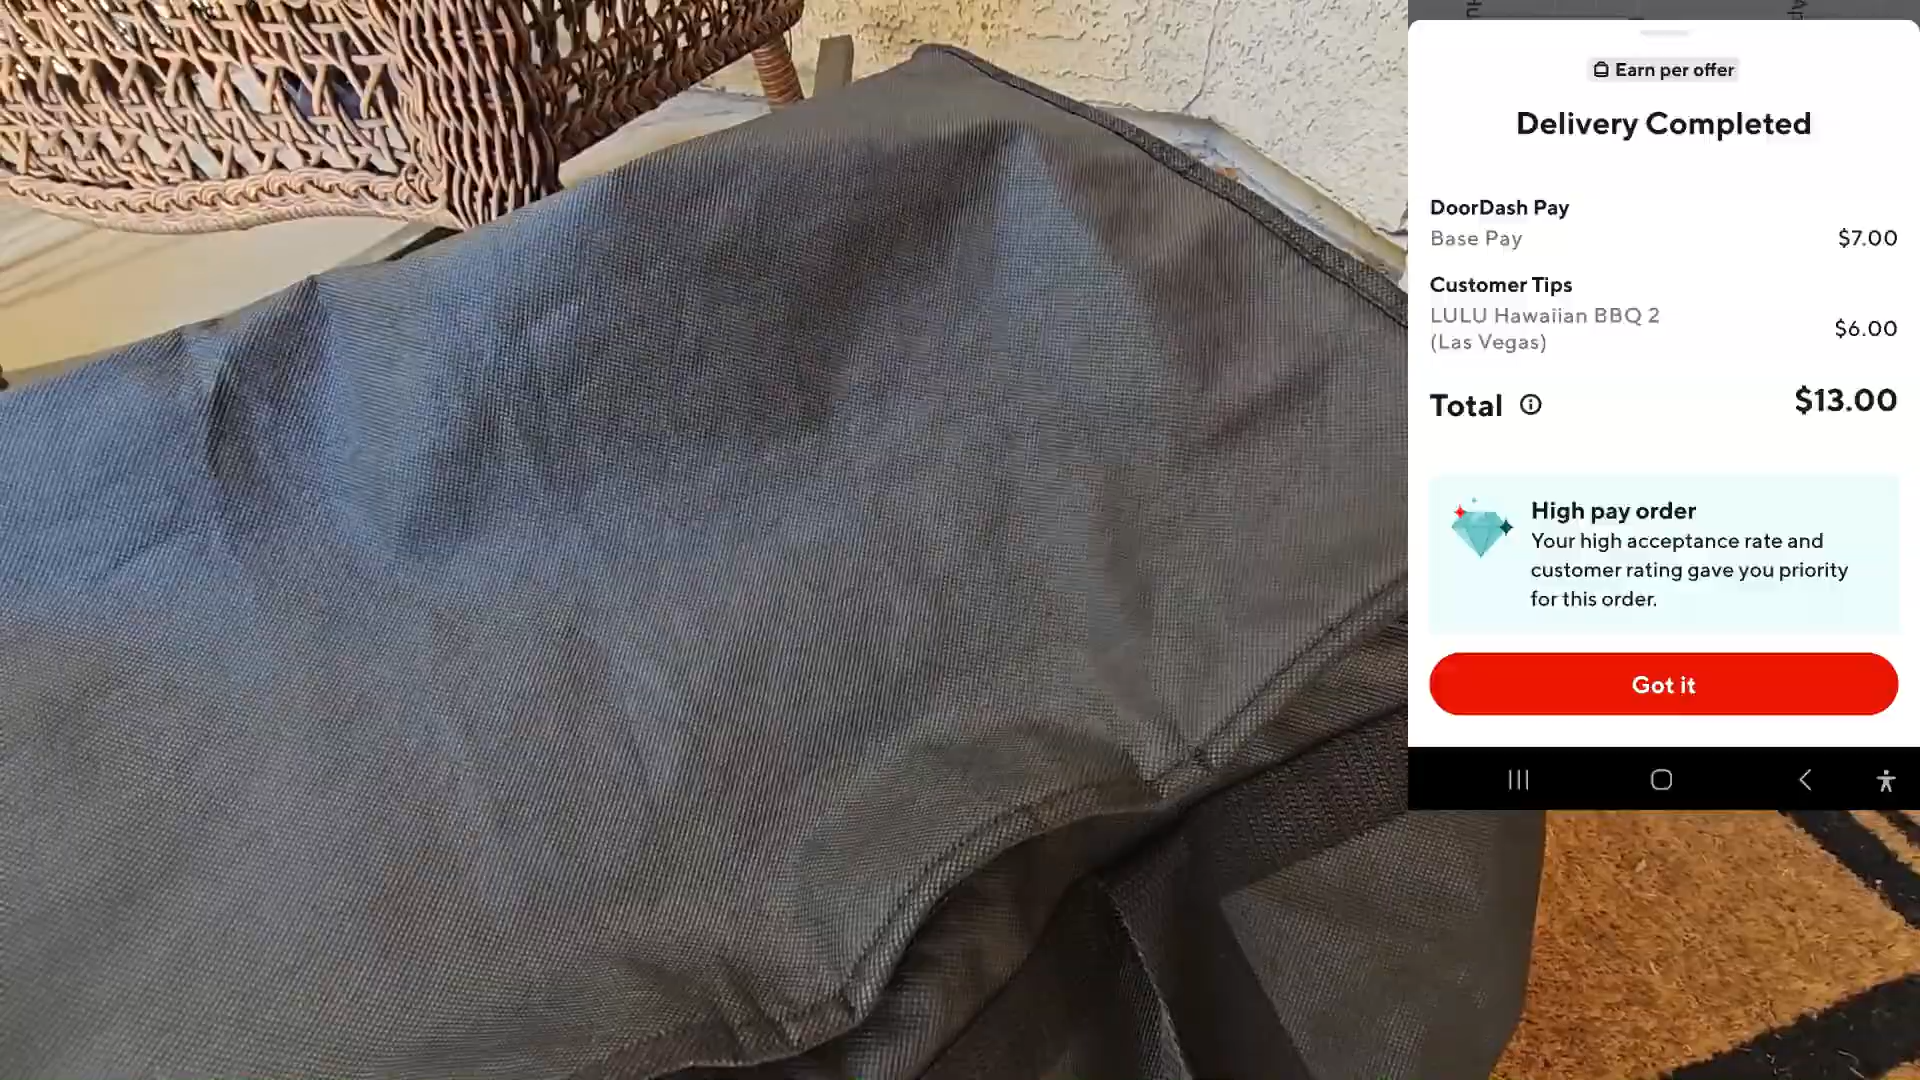 Earn per offer
Delivery Completed
DoorDash Pay
Base Pay
$7.00
Customer Tips
LULU Hawaiian BBQ 2
(Las Vegas)
$6.00
Total
$13.00
High pay order
Your high acceptance rate and
customer rating gave you priority
for this order.
Got it